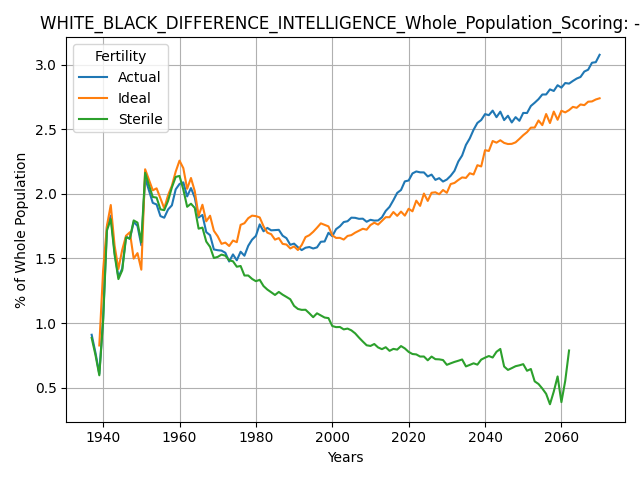 WHITE_BLACK_DIFFERENCE_INTELLIGENCE_Whole_Population_Scoring: -
Fertility
Actual
Ideal
Sterile
3.0
2.5
2.0
1.5
1.0
0.5
% of Whole Population
1940 1960 1980 2000 2020 2040 2060
Years